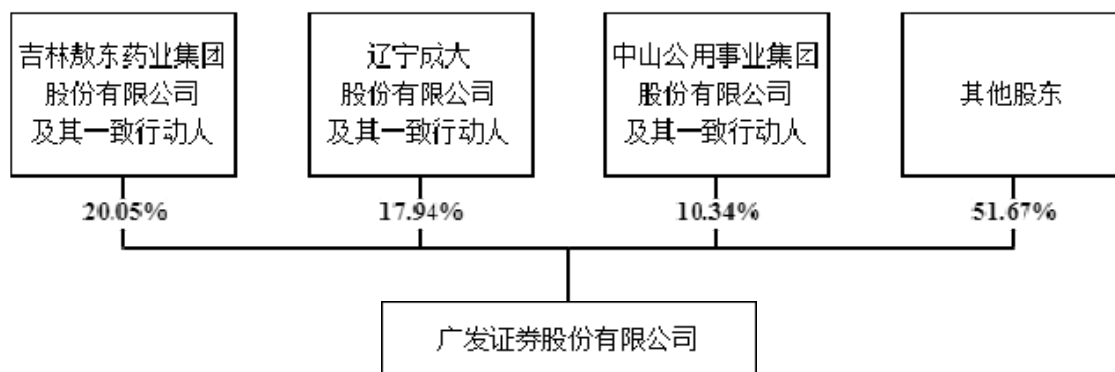 吉林敖东药业集团
股份有限公司
及其一致行动人
辽宁成大
股份有限公司
及其一致行动人
中山公用事业集团
股份有限公司
及其一致行动人
其他股东
20.05%
17.94%
10.34%
51.67%
广发证券股份有限公司